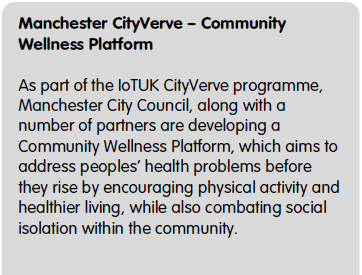 Manchester CityVerve – Community
Wellness Platform
As part of the IoTUK CityVerve programme,
Manchester City Council, along with a
number of partners are developing a
Community Wellness Platform, which aims to
address peoples’ health problems before
they rise by encouraging physical activity and
healthier living, while also combating social
isolation within the community.